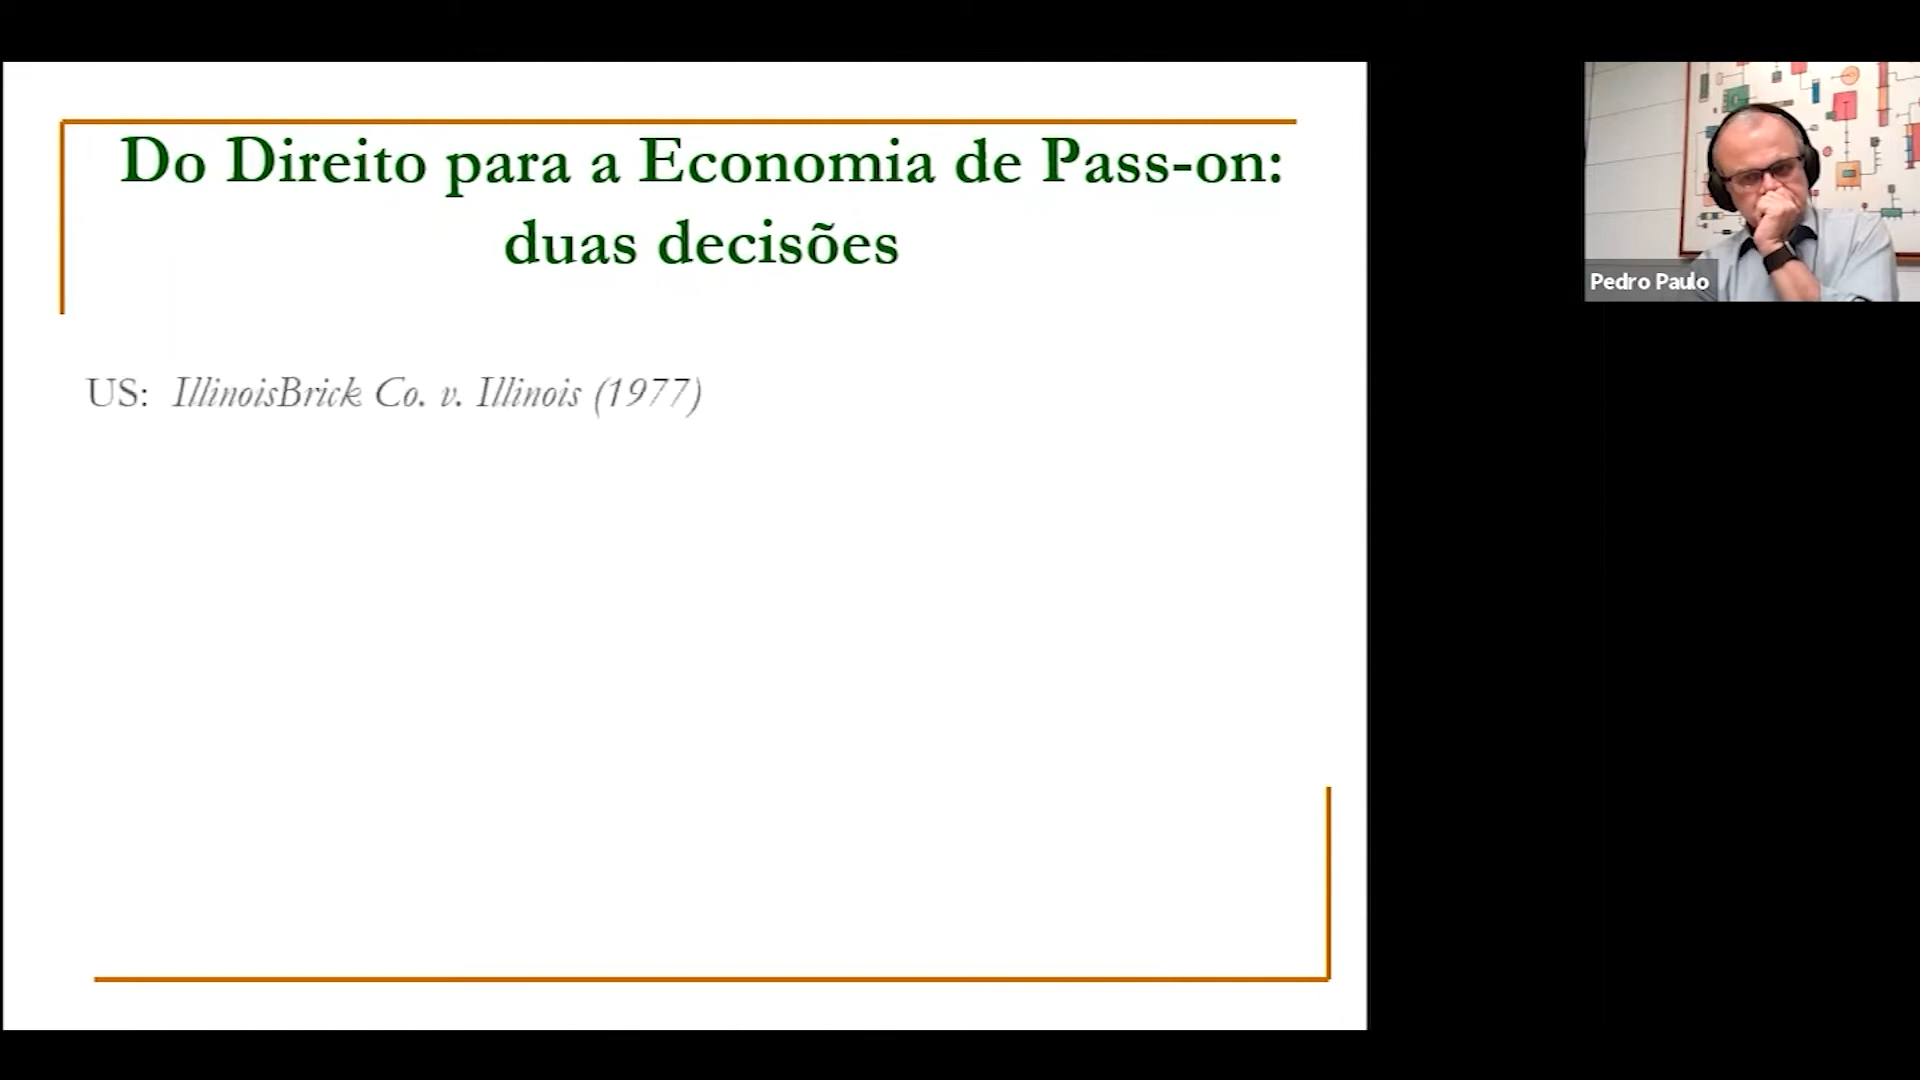 Do Direito para a Economia de Pass-on:
duas decisões
US: IllinoisBrick Co. v. Illinois (1977)
Pedro Paulo